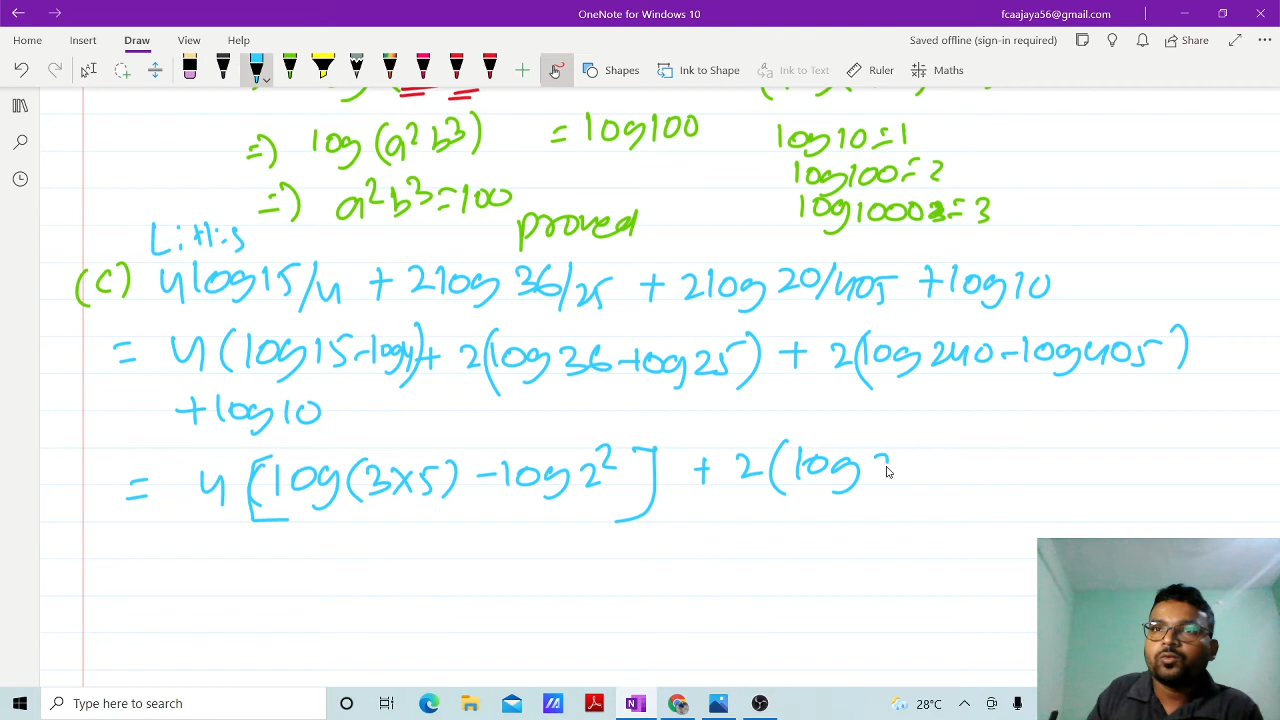 OneNote for Windows 10
fcaajaya56@gmail.com
Home Insert Draw View Help
Saved offline (sign-in required)
Share
Shapes
Ink to Shape
Ink to Text
Ruler
Math
=) log (a²b³) = log100
log10=1
log100=2
=) a²b³=100
log1000=3
proved
L.H.S
(c) 4log15/4 + 2log 36/25 + 2log 20/405 + log10
= 4(log15-log4)+ 2(log36-log25) + 2(log240-log405)
+log10
= 4[log(3×5) -log2²] + 2(log
Type here to search
28°C